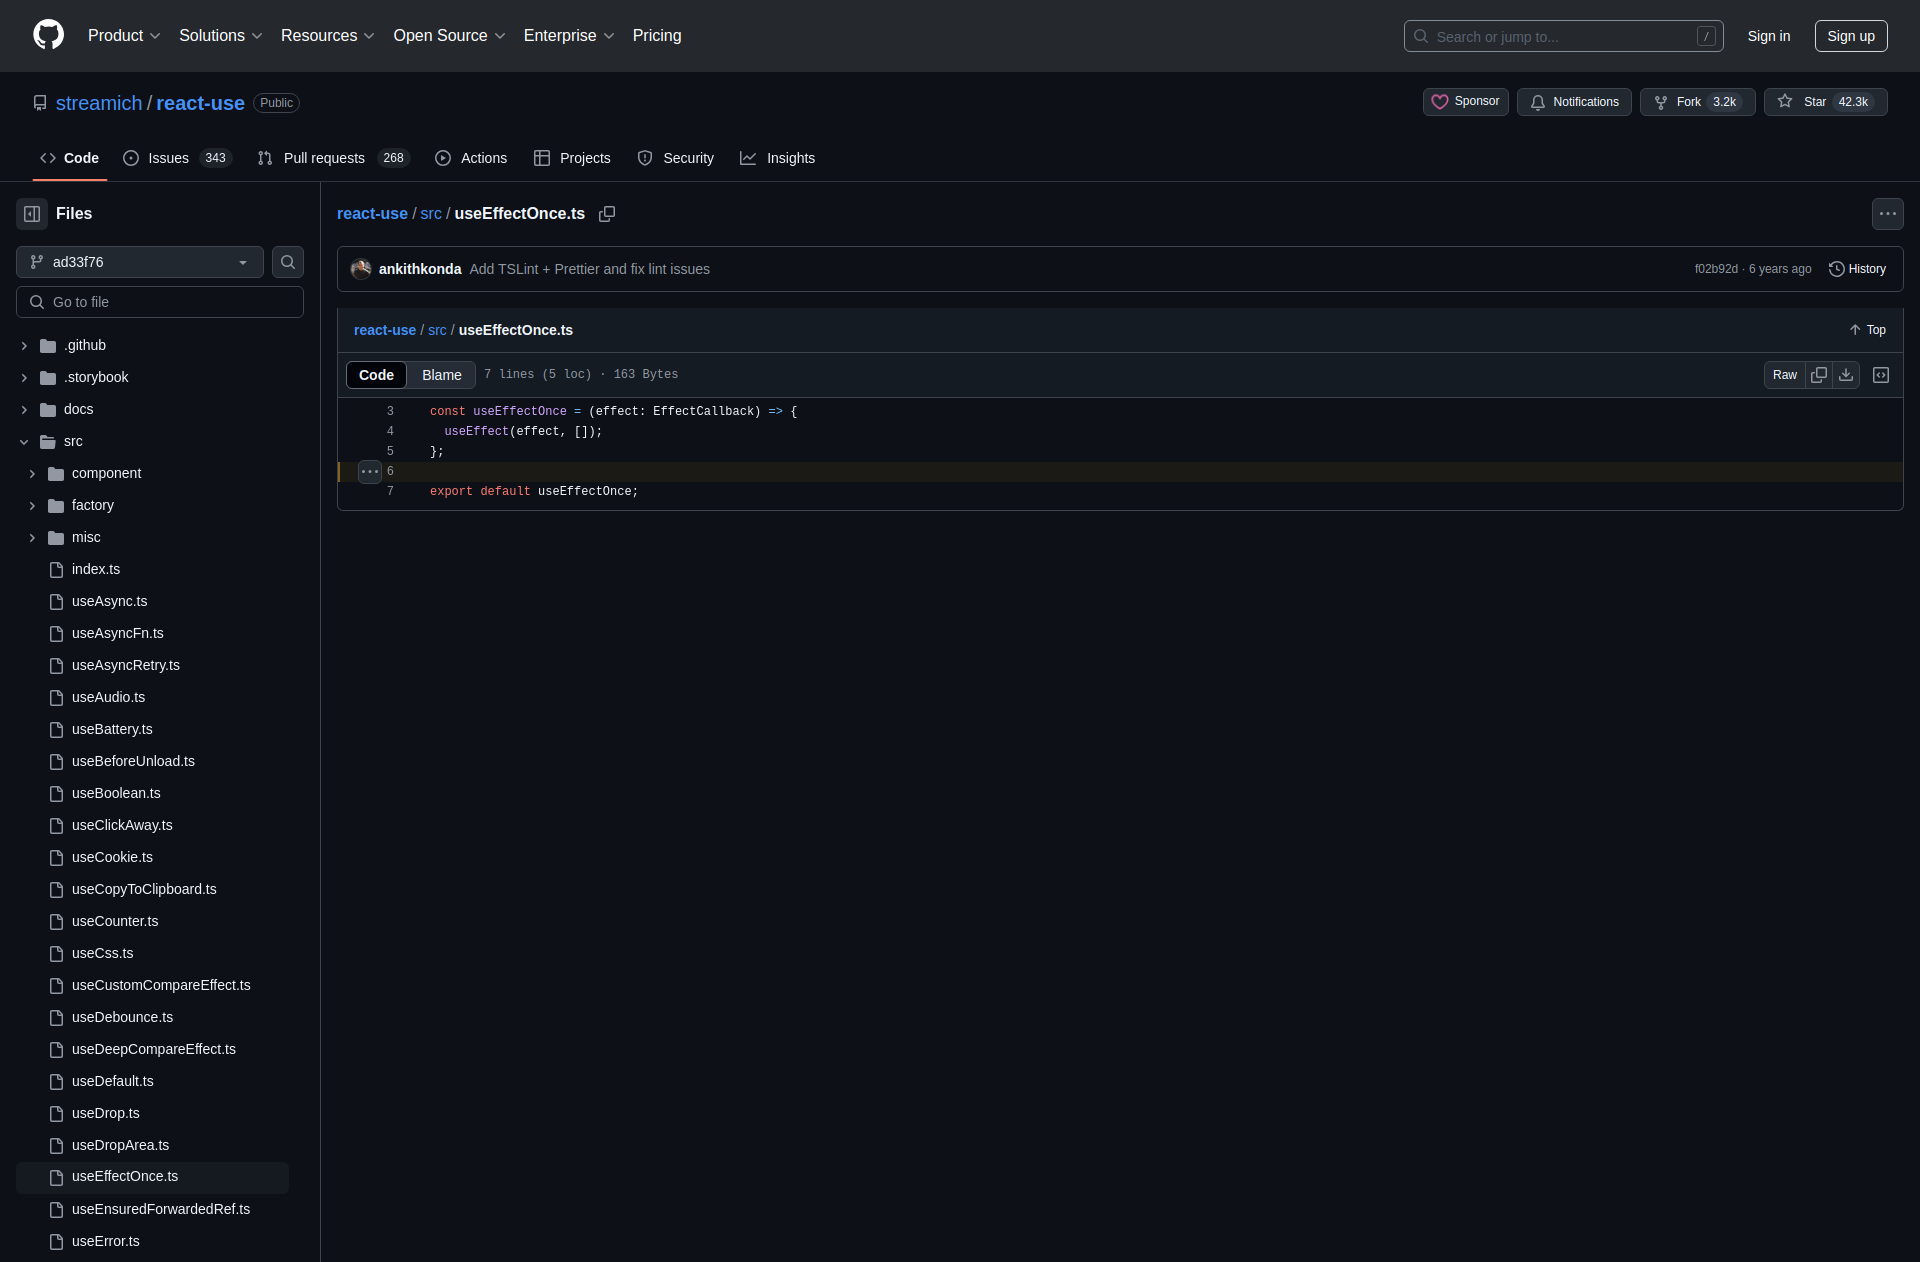 Product Solutions Resources Open Source Enterprise Pricing Search or jump to... / Sign in Sign up
streamich / react-use Public Sponsor Notifications Fork 3.2k Star 42.3k
Code Issues 343 Pull requests 268 Actions Projects Security Insights
Files
ad33f76
Go to file
.github
.storybook
docs
src
component
factory
misc
index.ts
useAsync.ts
useAsyncFn.ts
useAsyncRetry.ts
useAudio.ts
useBattery.ts
useBeforeUnload.ts
useBoolean.ts
useClickAway.ts
useCookie.ts
useCopyToClipboard.ts
useCounter.ts
useCss.ts
useCustomCompareEffect.ts
useDebounce.ts
useDeepCompareEffect.ts
useDefault.ts
useDrop.ts
useDropArea.ts
useEffectOnce.ts
useEnsuredForwardedRef.ts
useError.ts
react-use / src / useEffectOnce.ts
ankithkonda Add TSLint + Prettier and fix lint issues f02b92d · 6 years ago History
react-use / src / useEffectOnce.ts Top
Code Blame 7 lines (5 loc) · 163 Bytes Raw
3 const useEffectOnce = (effect: EffectCallback) => {
4 useEffect(effect, []);
5 };
6
7 export default useEffectOnce;